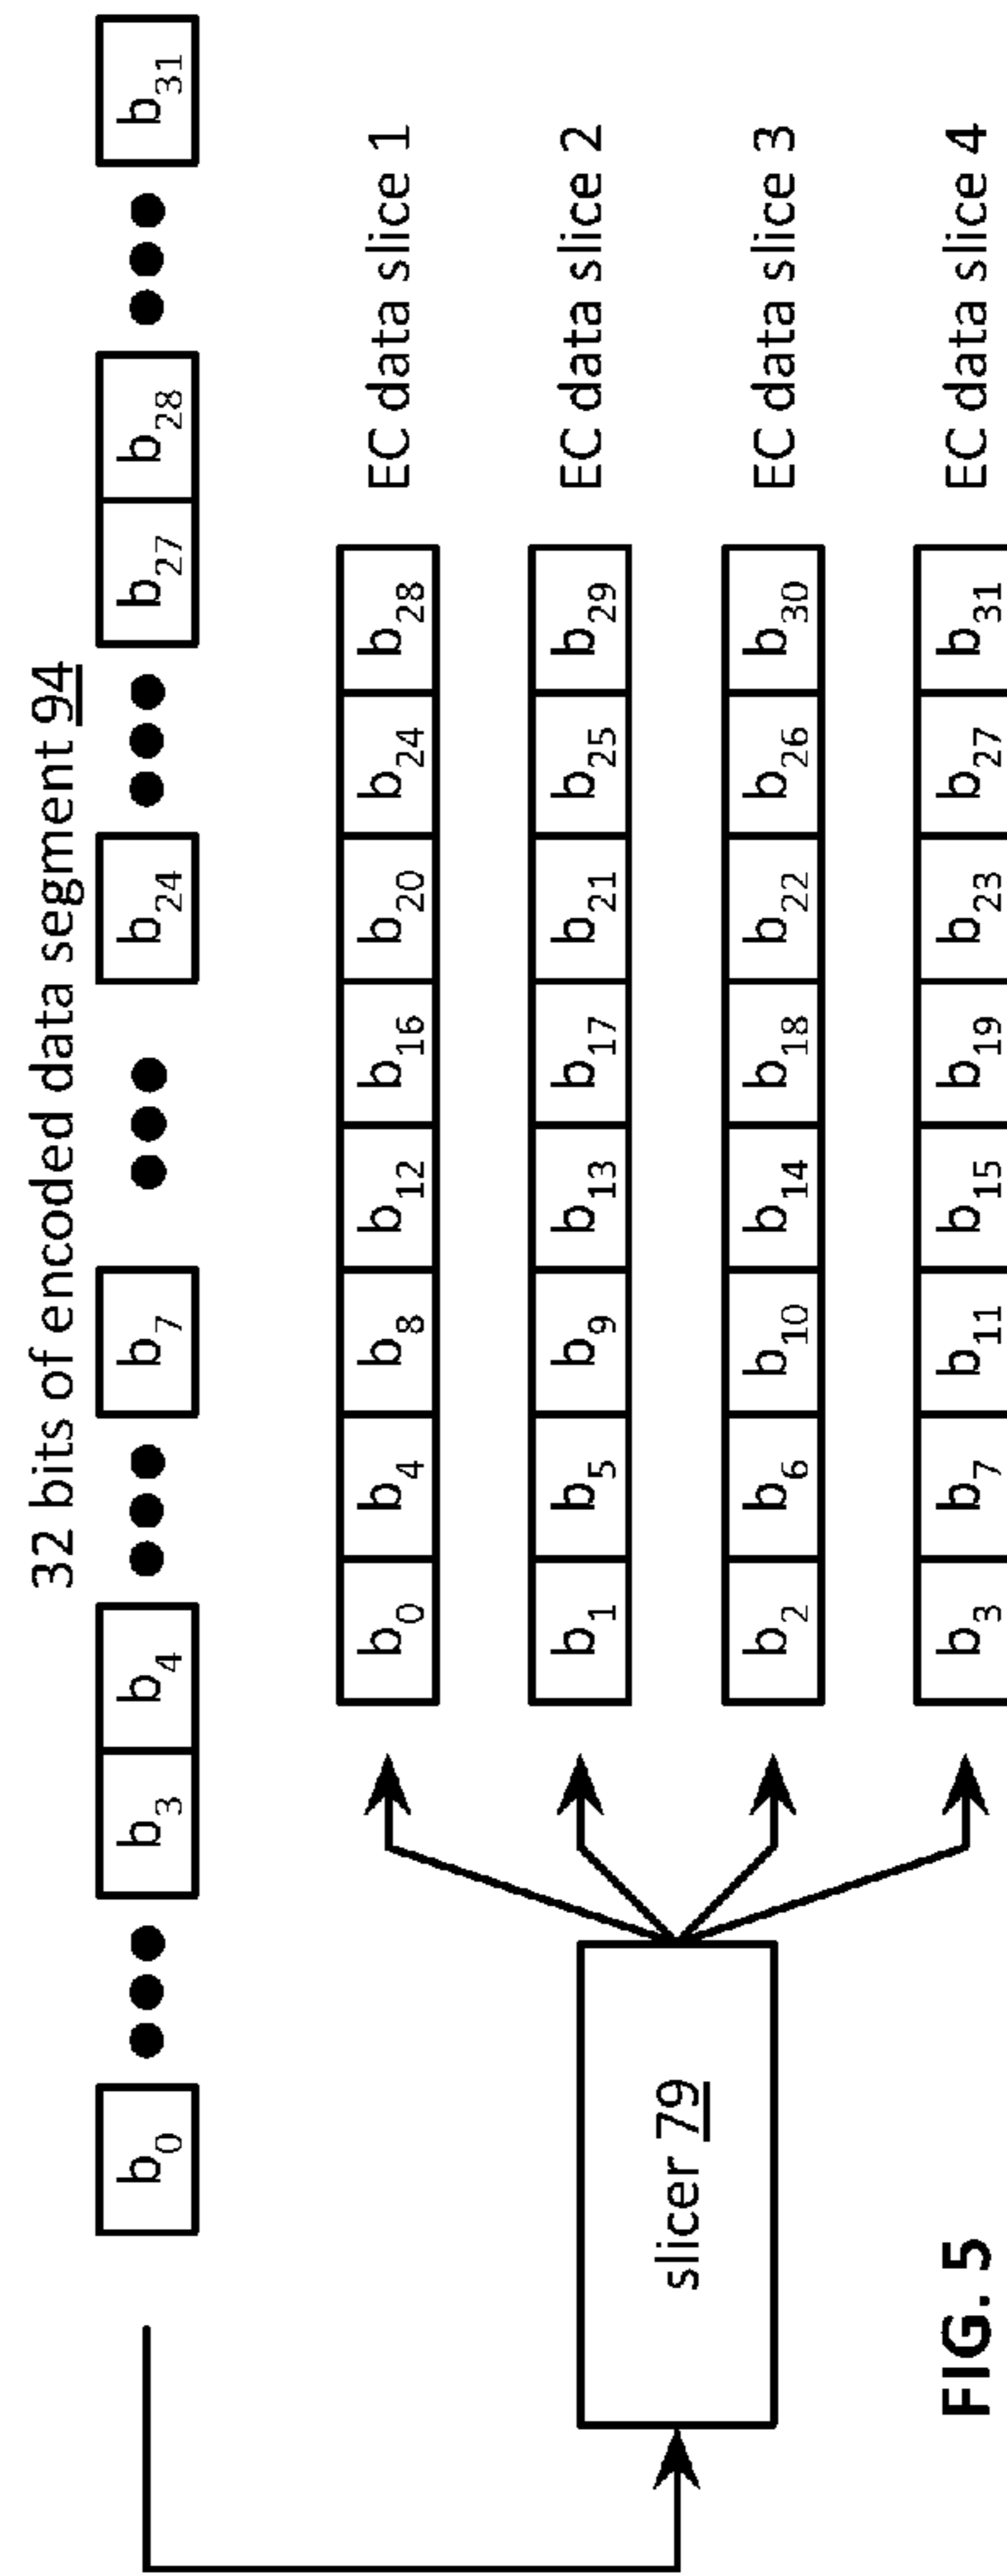 32 bits of encoded data segment 94
b0 ••• b3 b4 ••• b7 ••• b24 ••• b27 b28 ••• b31
b0 b4 b8 b12 b16 b20 b24 b28 EC data slice 1
b1 b5 b9 b13 b17 b21 b25 b29 EC data slice 2
slicer 79
b2 b6 b10 b14 b18 b22 b26 b30 EC data slice 3
b3 b7 b11 b15 b19 b23 b27 b31 EC data slice 4
FIG. 5